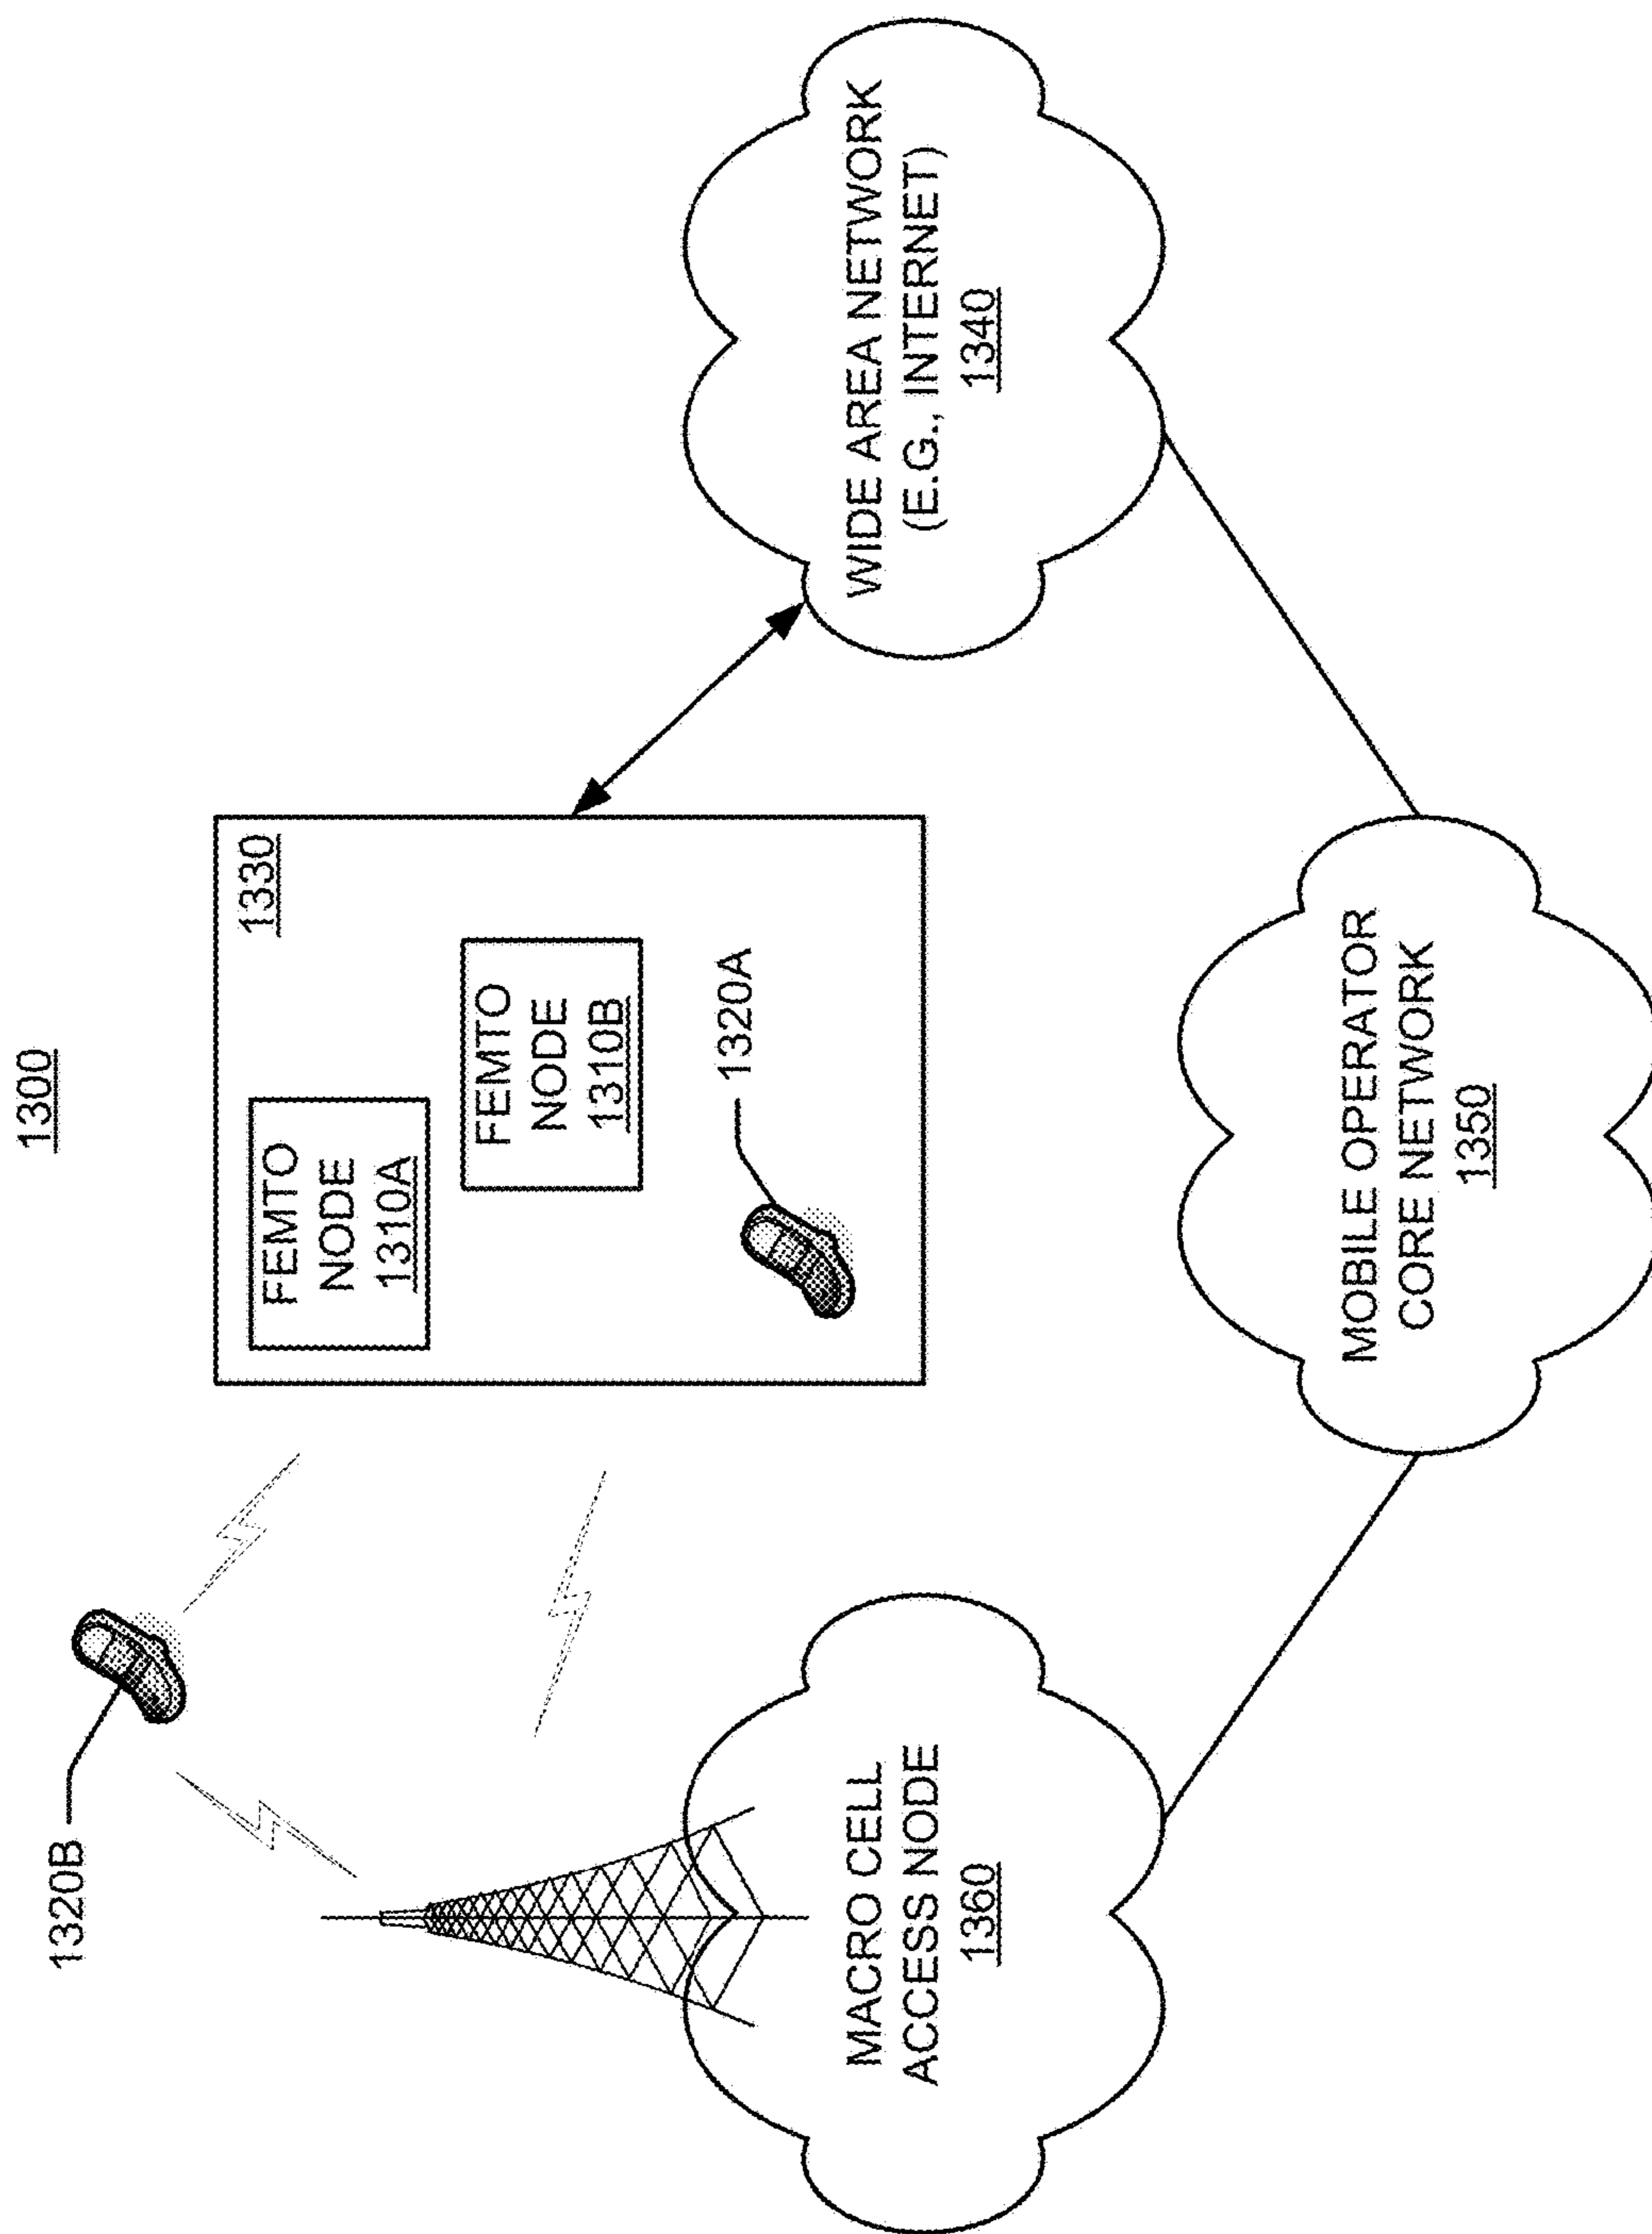 1300
1320B
FEMTO
NODE
1310A
1330
FEMTO
NODE
1310B
1320A
MACRO CELL
ACCESS NODE
1360
WIDE AREA NETWORK
(E.G., INTERNET)
1340
MOBILE OPERATOR
CORE NETWORK
1350